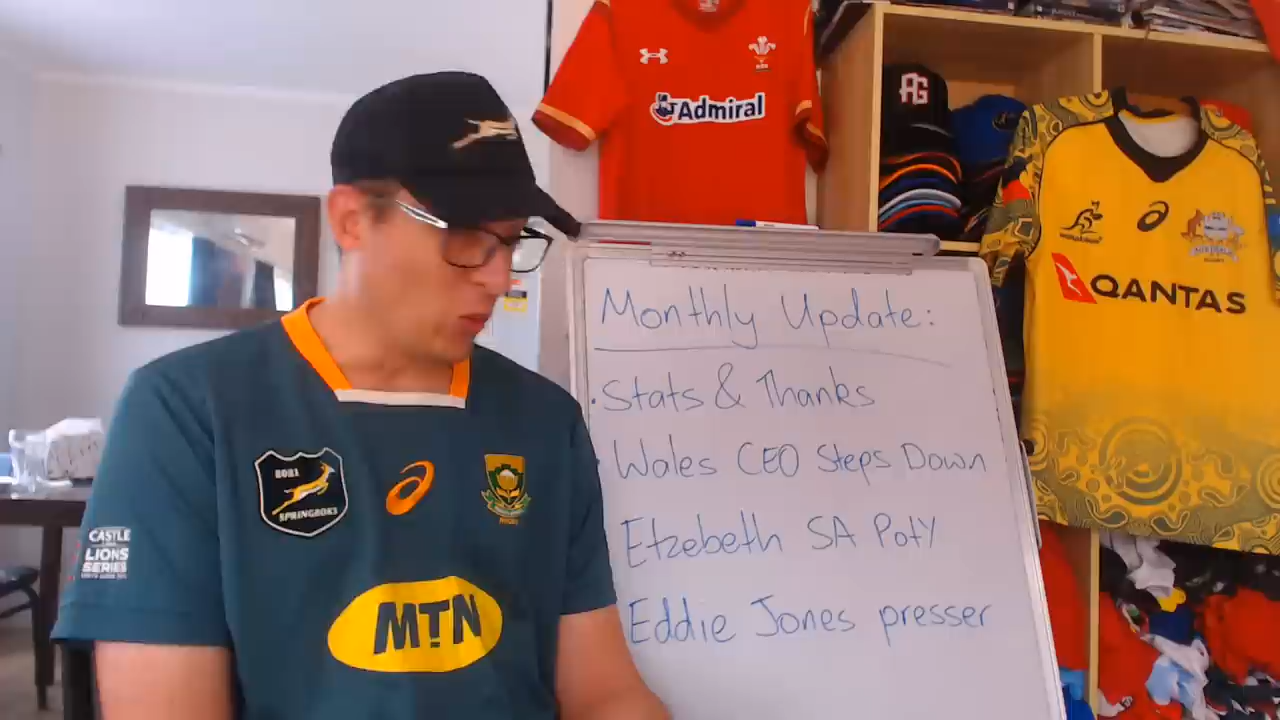 Admiral
AG
QANTAS
Monthly Update:
· Stats & Thanks
· Wales CEO Steps Down
Etzebeth SA PotY
Eddie Jones presser
SPRINGBOKS
CASTLE
LIONS
SERIES
MTN